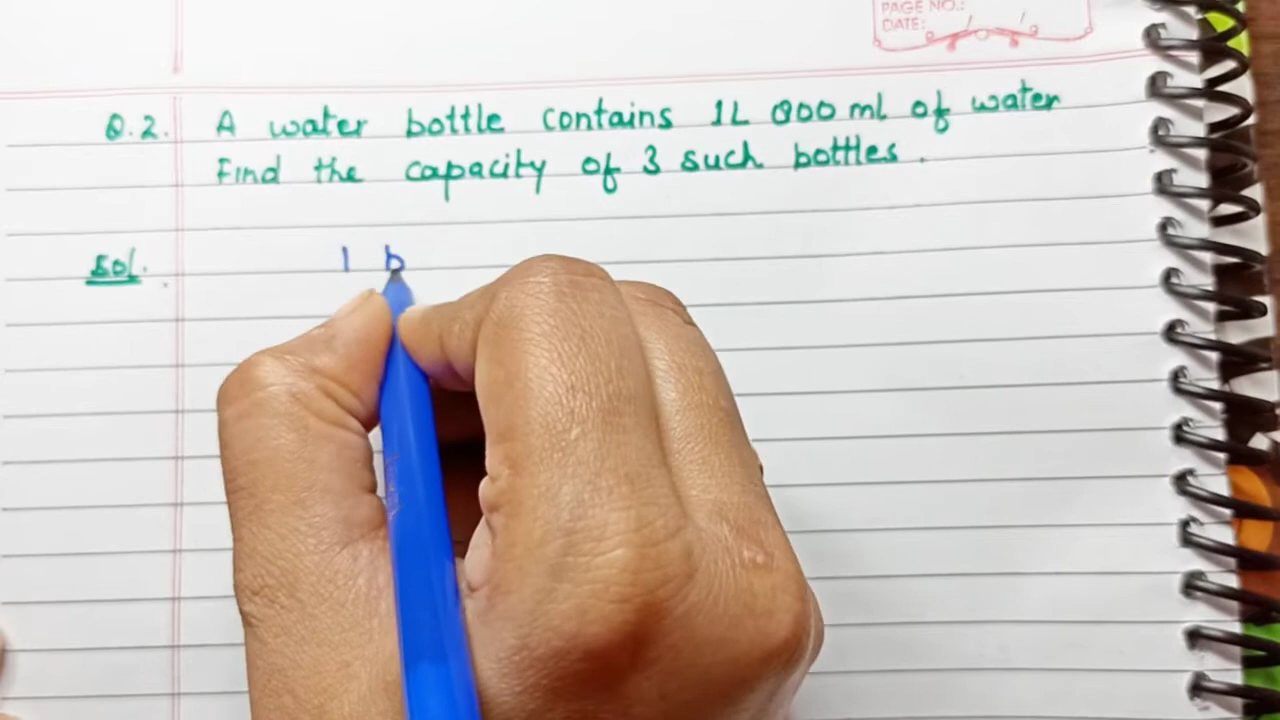 PAGE NO.:
DATE:
Q.2. A water bottle contains 1L 800 ml of water
Find the capacity of 3 such bottles.
Sol.
1 b